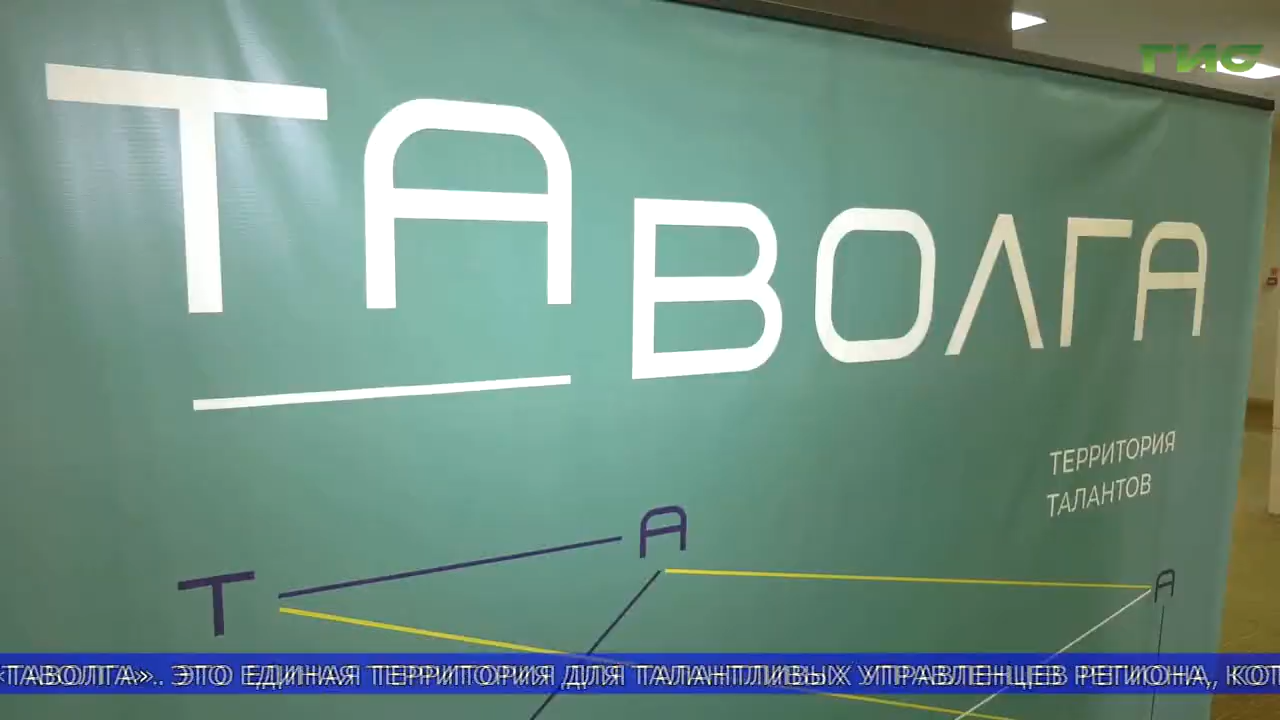 ГИС
ТАВОЛГА
ТЕРРИТОРИЯ
ТАЛАНТОВ
А
Т
А
«ТАВОЛГА». ЭТО ЕДИНАЯ ТЕРРИТОРИЯ ДЛЯ ТАЛАНТЛИВЫХ УПРАВЛЕНЦЕВ РЕГИОНА, КОТ